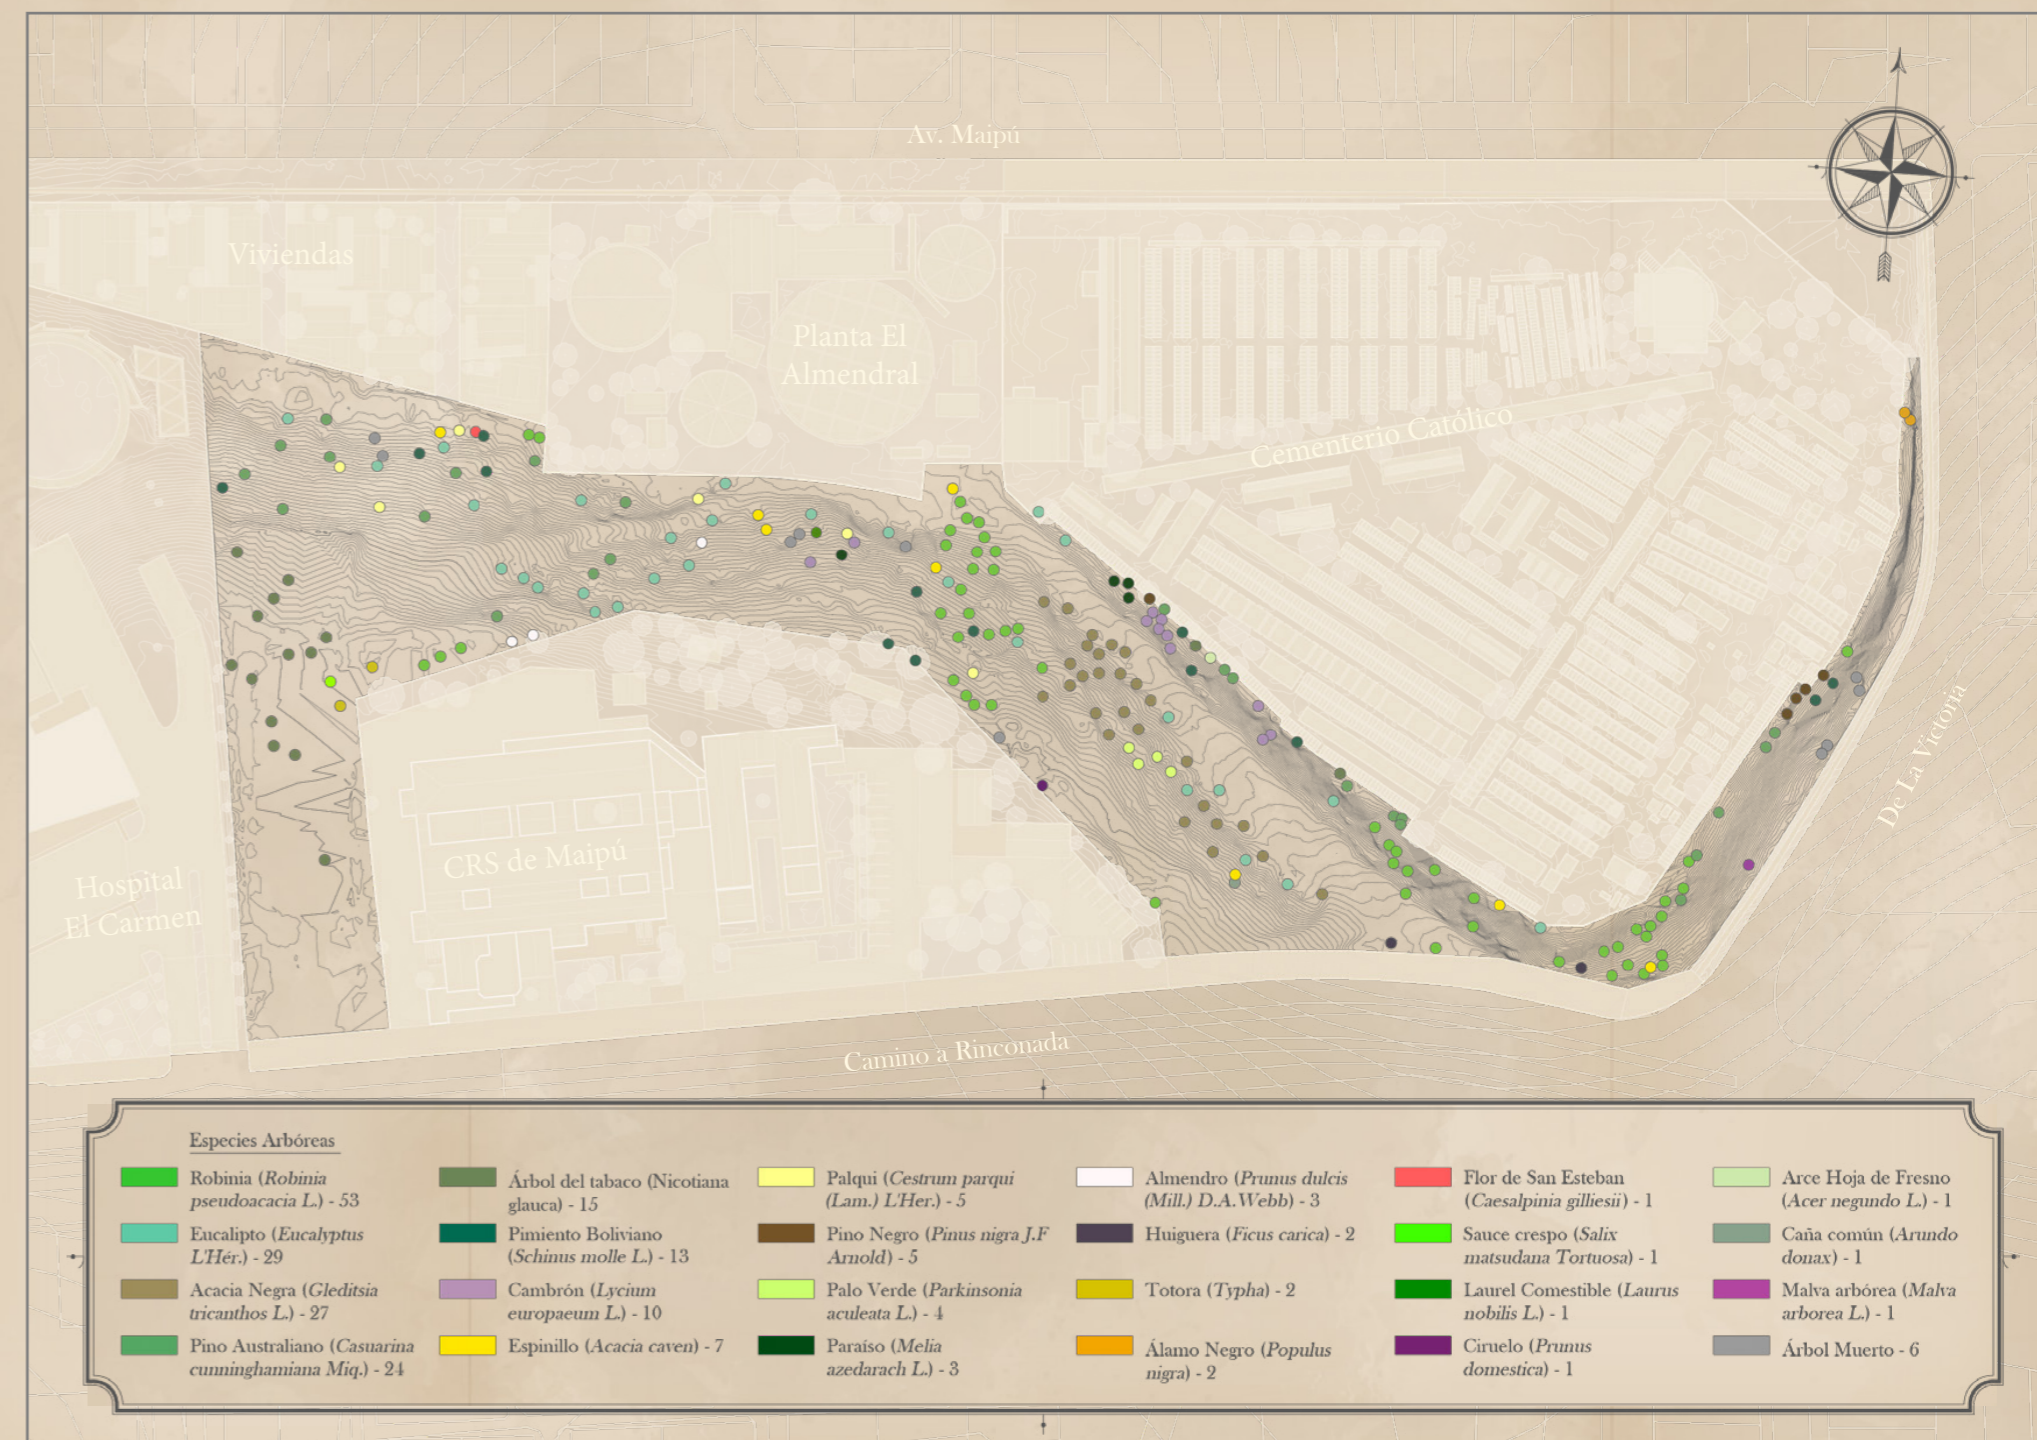 Av. Maipú
Viviendas
Planta El
Almendral
Cementerio Católico
De La Victoria
CRS de Maipú
Hospital
El Carmen
Camino a Rinconada
Especies Arbóreas
Robinia (Robinia
pseudoacacia L.) - 53
Eucalipto (Eucalyptus
L'Hér.) - 29
Acacia Negra (Gleditsia
tricanthos L.) - 27
Pino Australiano (Casuarina
cunninghamiana Miq.) - 24
Árbol del tabaco (Nicotiana
glauca) - 15
Pimiento Boliviano
(Schinus molle L.) - 13
Cambrón (Lycium
europaeum L.) - 10
Espinillo (Acacia caven) - 7
Palqui (Cestrum parqui
(Lam.) L'Her.) - 5
Pino Negro (Pinus nigra J.F
Arnold) - 5
Palo Verde (Parkinsonia
aculeata L.) - 4
Paraíso (Melia
azedarach L.) - 3
Almendro (Prunus dulcis
(Mill.) D.A.Webb) - 3
Huiguera (Ficus carica) - 2
Totora (Typha) - 2
Álamo Negro (Populus
nigra) - 2
Flor de San Esteban
(Caesalpinia gilliesii) - 1
Sauce crespo (Salix
matsudana Tortuosa) - 1
Laurel Comestible (Laurus
nobilis L.) - 1
Ciruelo (Prunus
domestica) - 1
Arce Hoja de Fresno
(Acer negundo L.) - 1
Caña común (Arundo
donax) - 1
Malva arbórea (Malva
arborea L.) - 1
Árbol Muerto - 6